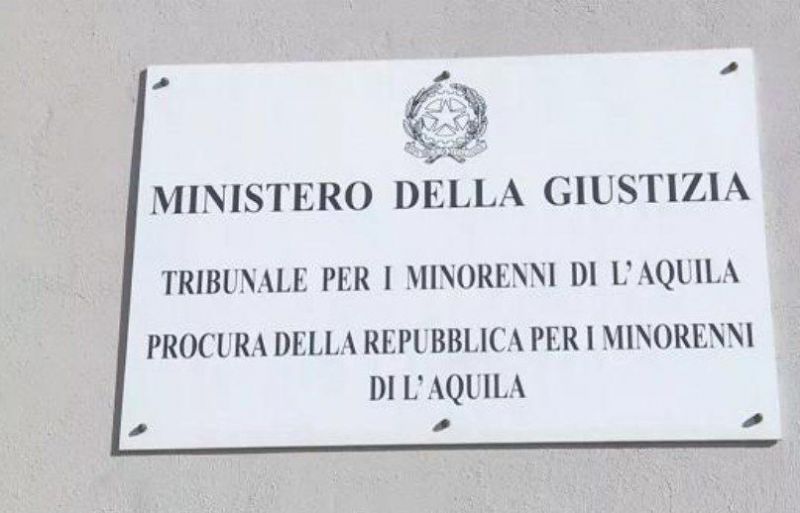 MINISTERO DELLA GIUSTIZIA
TRIBUNALE PER I MINORENNI DI L'AQUILA
PROCURA DELLA REPUBBLICA PER I MINORENNI
DI L'AQUILA